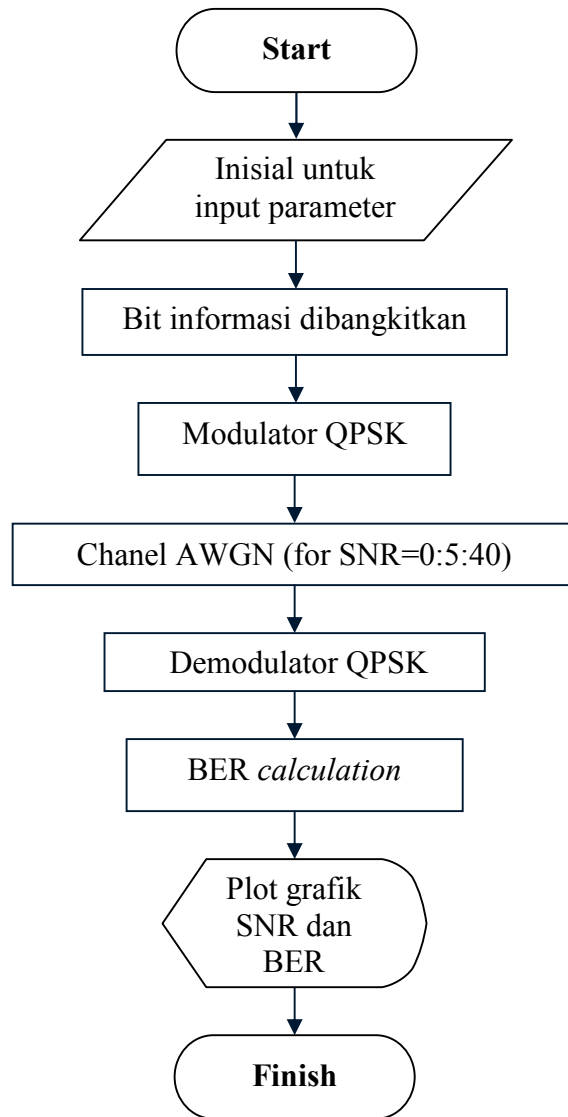 Start
Inisial untuk
input parameter
Bit informasi dibangkitkan
Modulator QPSK
Chanel AWGN (for SNR=0:5:40)
Demodulator QPSK
BER calculation
Plot grafik
SNR dan
BER
Finish